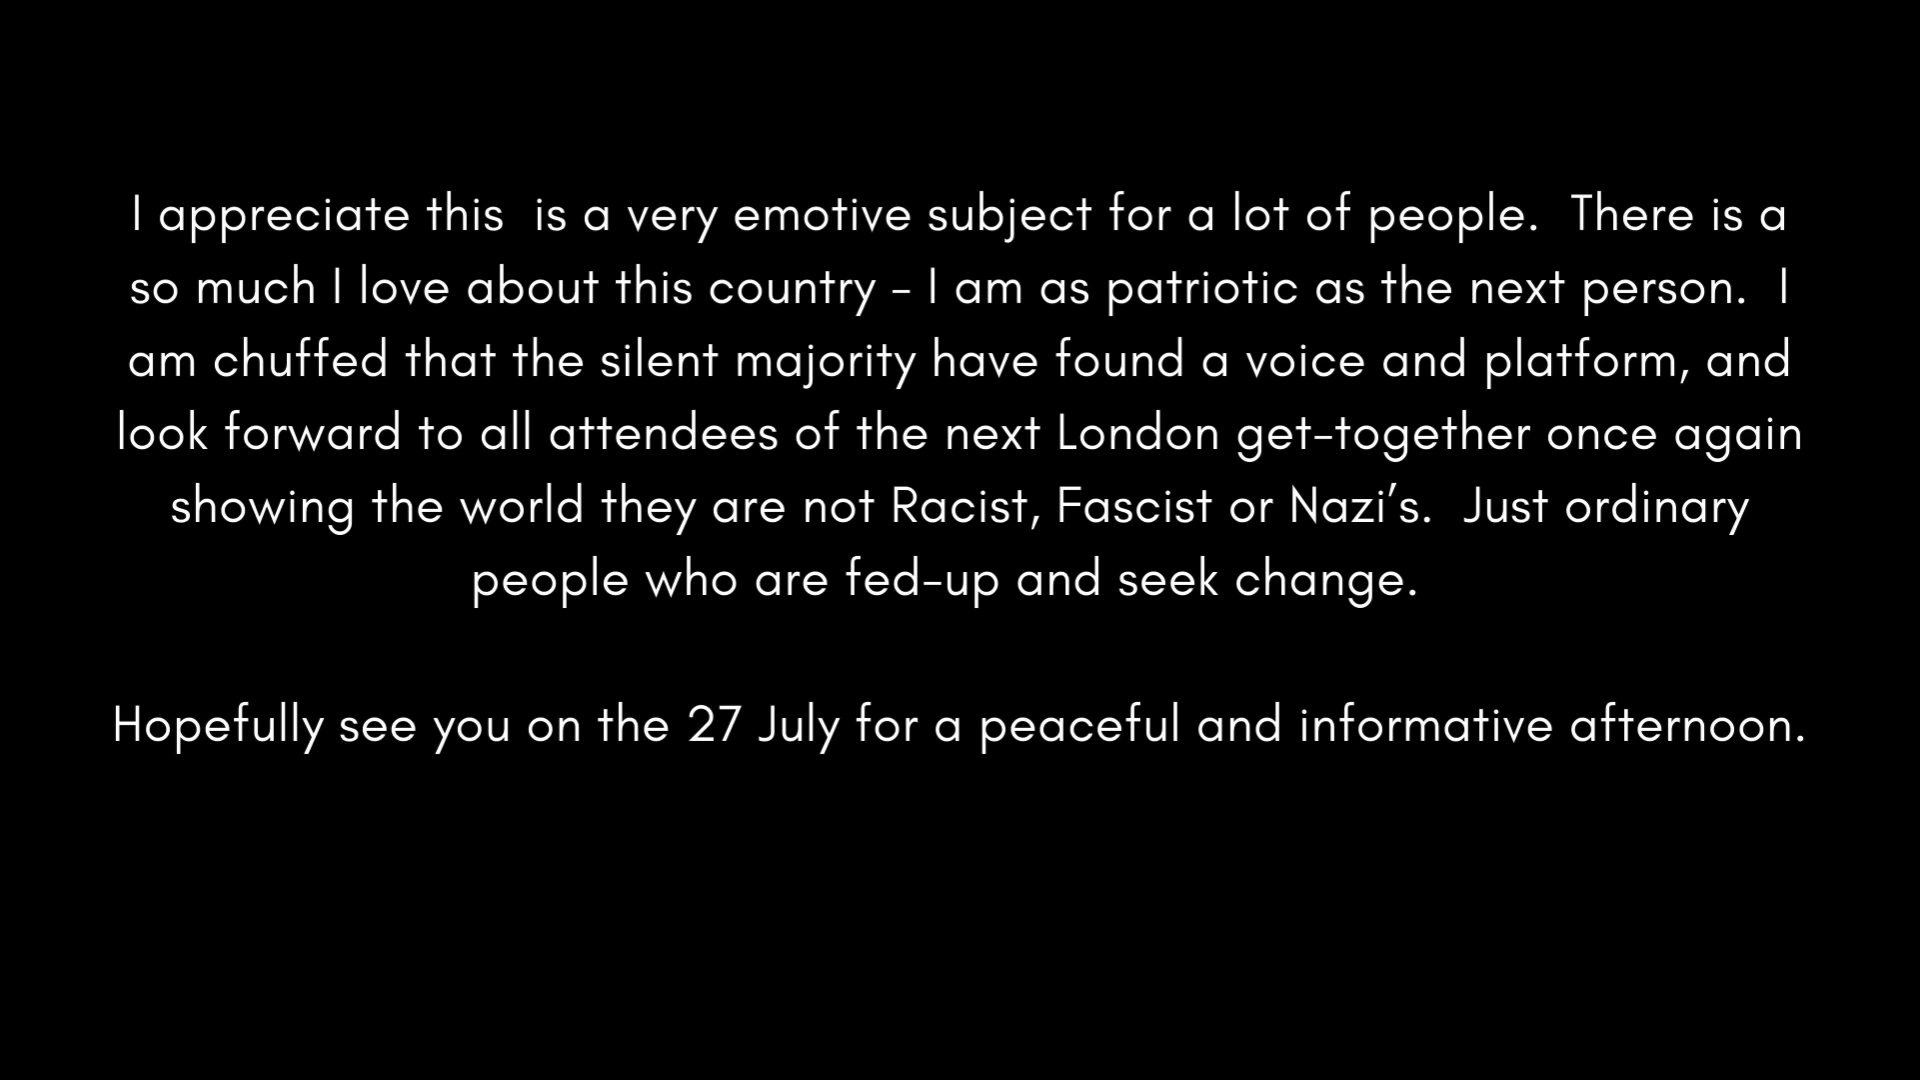 I appreciate this  is a very emotive subject for a lot of people.  There is a
so much I love about this country - I am as patriotic as the next person.  I
am chuffed that the silent majority have found a voice and platform, and
look forward to all attendees of the next London get-together once again
showing the world they are not Racist, Fascist or Nazi’s.  Just ordinary
people who are fed-up and seek change.
Hopefully see you on the 27 July for a peaceful and informative afternoon.